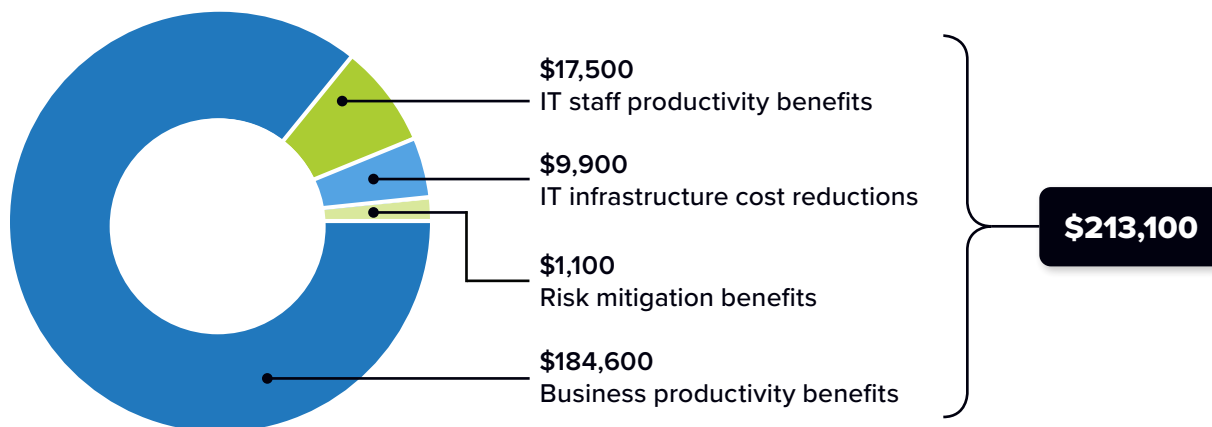 $17,500
IT staff productivity benefits
$9,900
IT infrastructure cost reductions
$1,100
Risk mitigation benefits
$184,600
Business productivity benefits
$213,100